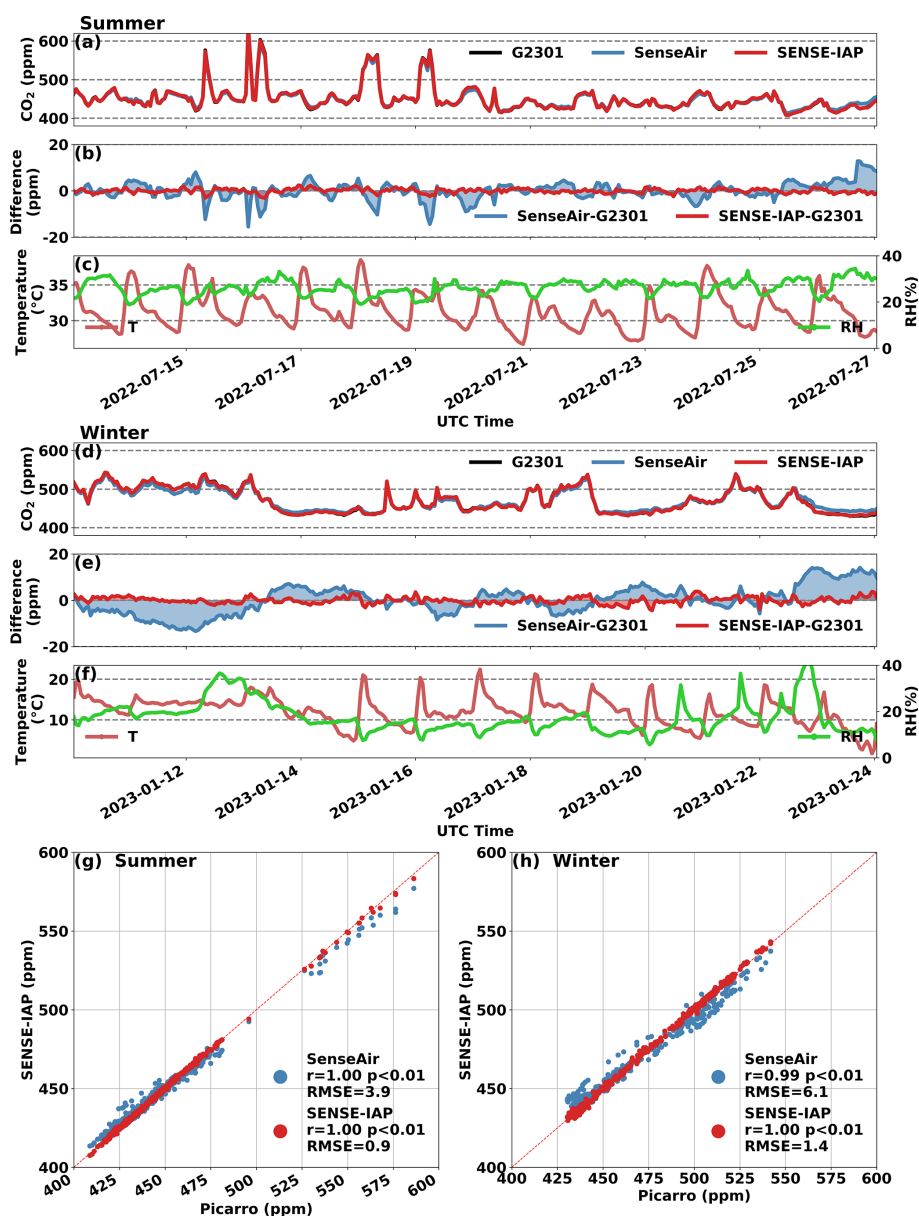 Summer
(a)
G2301
SenseAir
SENSE-IAP
CO2 (ppm)
600
500
400
(b)
Difference
(ppm)
20
0
-20
SenseAir-G2301
SENSE-IAP-G2301
(c)
Temperature
(°C)
35
30
T
RH
RH(%)
40
20
0
2022-07-15
2022-07-17
2022-07-19
2022-07-21
2022-07-23
2022-07-25
2022-07-27
UTC Time
Winter
(d)
G2301
SenseAir
SENSE-IAP
CO2 (ppm)
600
500
400
(e)
Difference
(ppm)
20
0
-20
SenseAir-G2301
SENSE-IAP-G2301
(f)
Temperature
(°C)
20
10
T
RH
RH(%)
40
20
0
2023-01-12
2023-01-14
2023-01-16
2023-01-18
2023-01-20
2023-01-22
2023-01-24
UTC Time
(g) Summer
SENSE-IAP (ppm)
600
550
500
450
400
SenseAir
r=1.00 p<0.01
RMSE=3.9
SENSE-IAP
r=1.00 p<0.01
RMSE=0.9
400
425
450
475
500
525
550
575
600
Picarro (ppm)
(h) Winter
SENSE-IAP (ppm)
600
550
500
450
400
SenseAir
r=0.99 p<0.01
RMSE=6.1
SENSE-IAP
r=1.00 p<0.01
RMSE=1.4
400
425
450
475
500
525
550
575
600
Picarro (ppm)